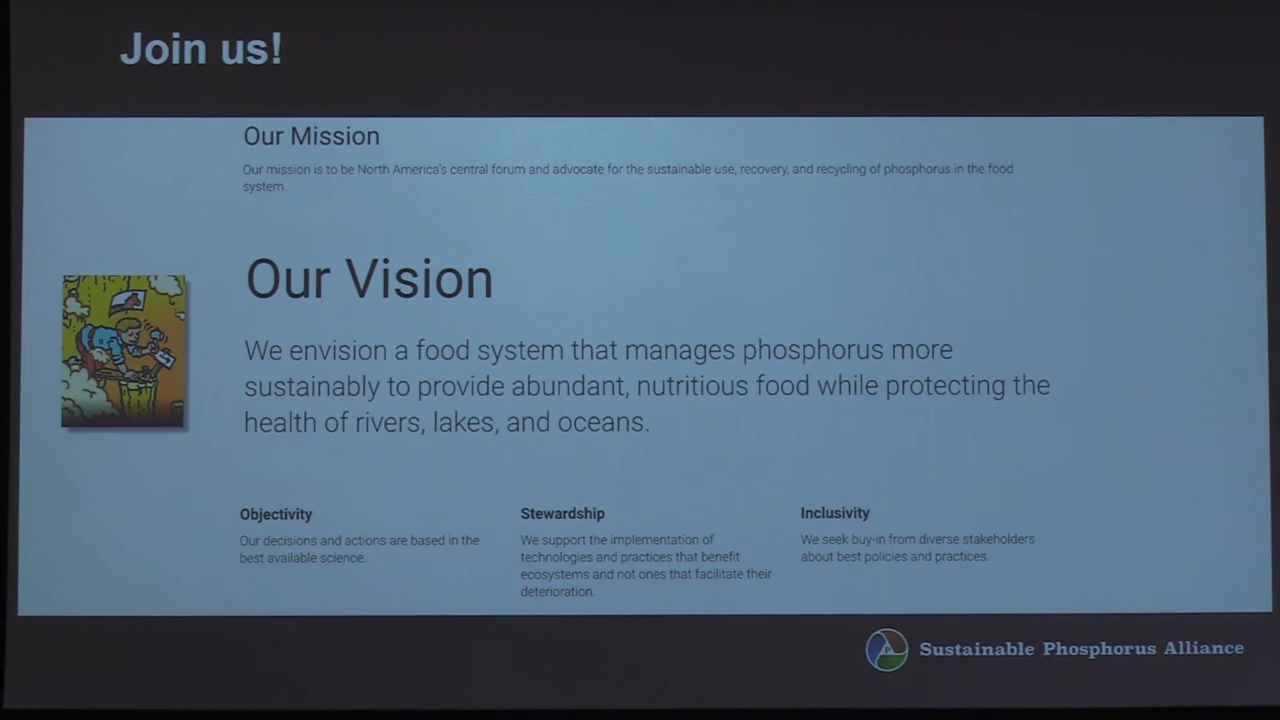 Join us!
Our Mission
Our mission is to be North America's central forum and advocate for the sustainable use, recovery, and recycling of phosphorus in the food
system.
Our Vision
We envision a food system that manages phosphorus more
sustainably to provide abundant, nutritious food while protecting the
health of rivers, lakes, and oceans.
Objectivity
Our decisions and actions are based in the
best available science.
Stewardship
We support the implementation of
technologies and practices that benefit
ecosystems and not ones that facilitate their
deterioration.
Inclusivity
We seek buy-in from diverse stakeholders
about best policies and practices.
P
Sustainable Phosphorus Alliance